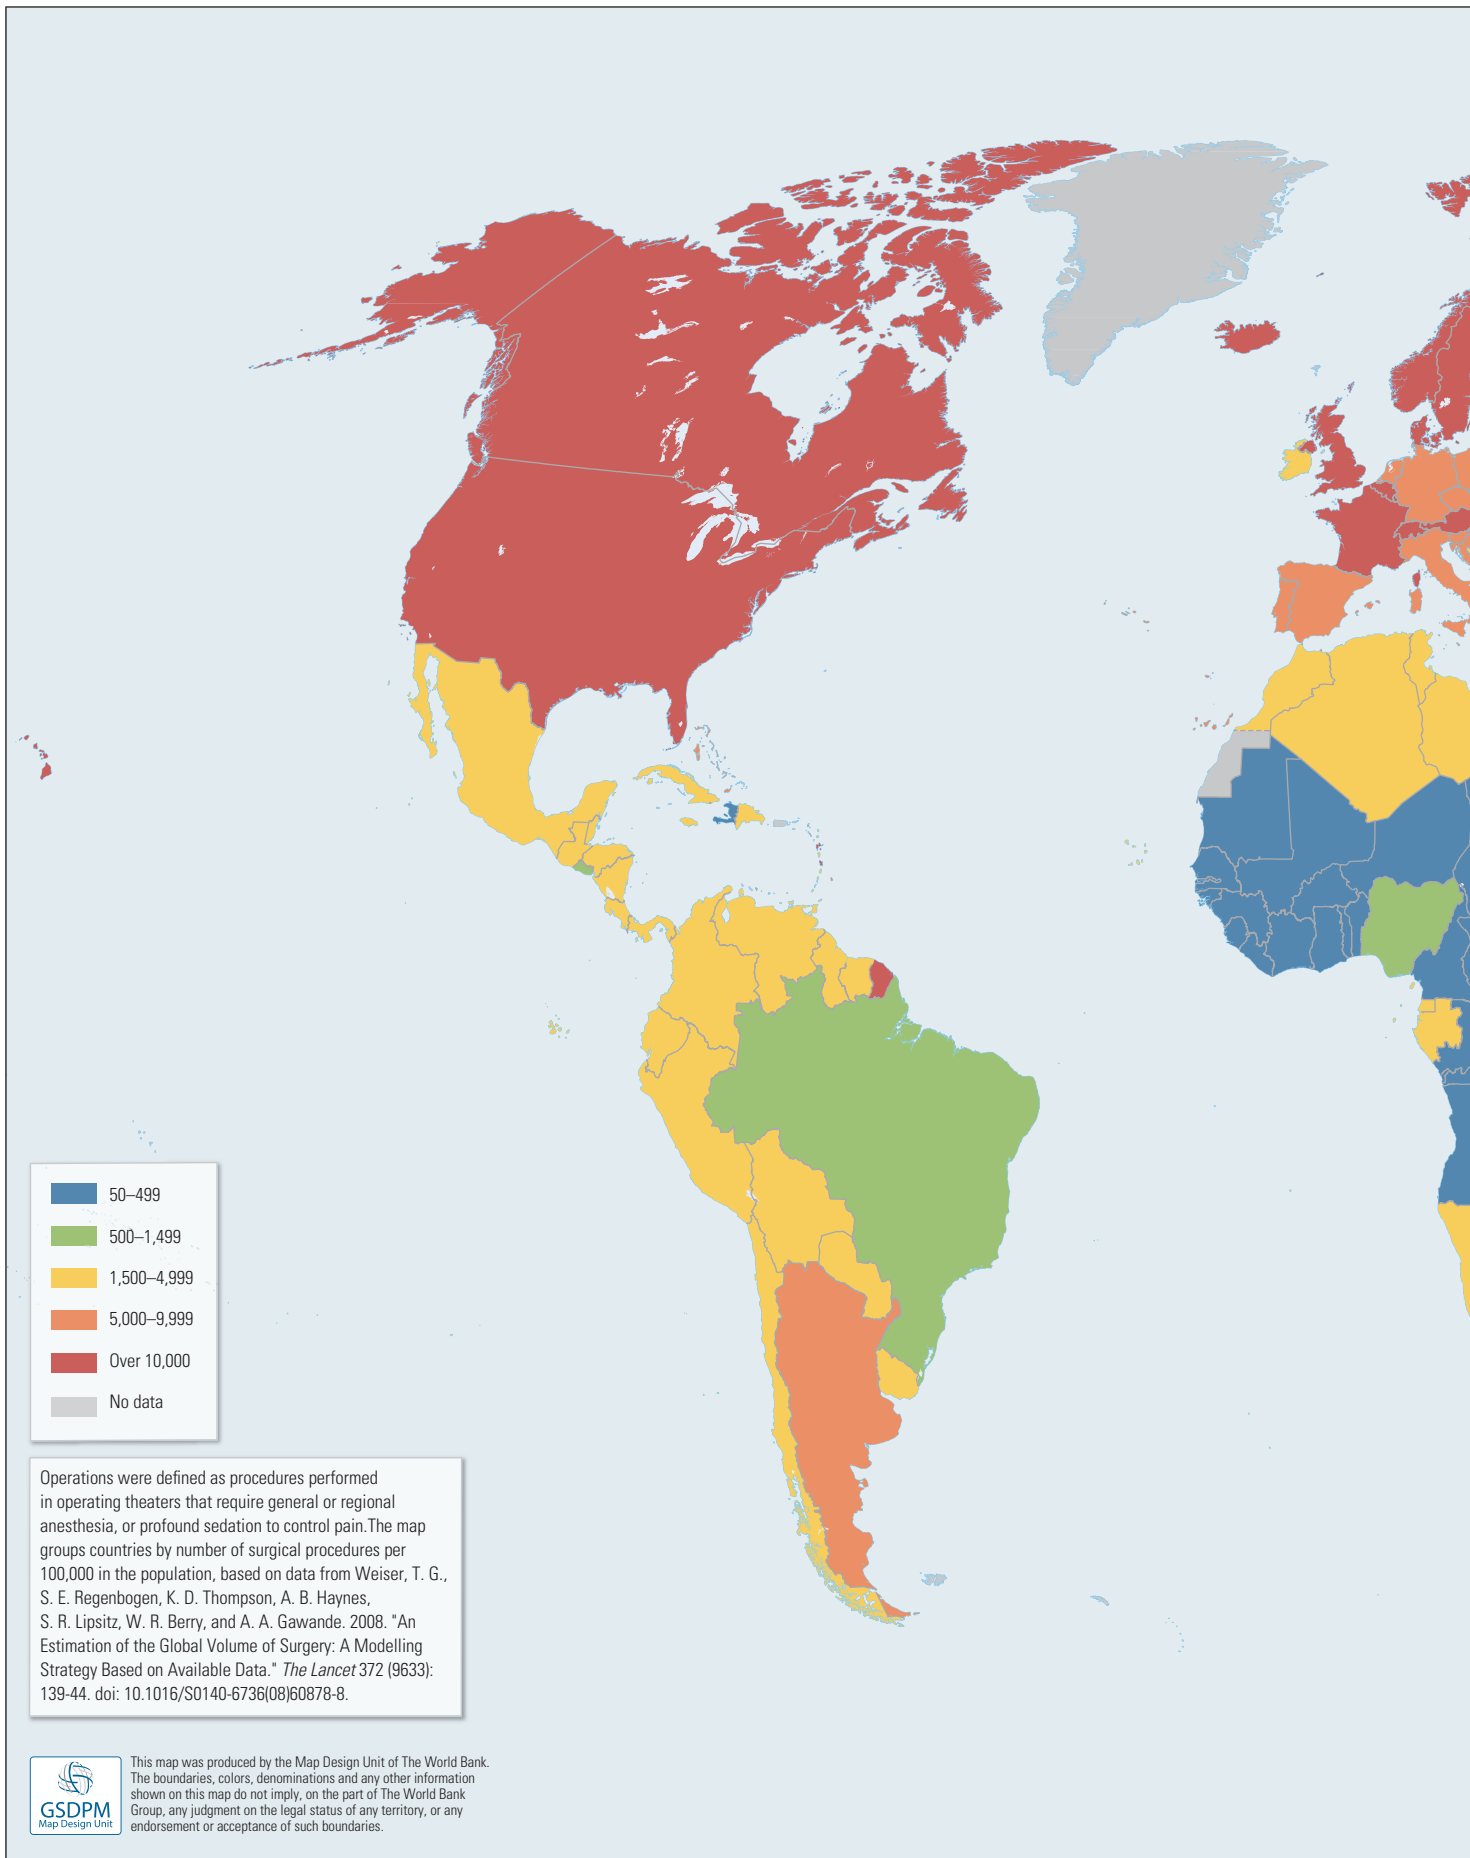 50–499
500–1,499
1,500–4,999
5,000–9,999
Over 10,000
No data
Operations were defined as procedures performed
in operating theaters that require general or regional
anesthesia, or profound sedation to control pain.The map
groups countries by number of surgical procedures per
100,000 in the population, based on data from Weiser, T. G.,
S. E. Regenbogen, K. D. Thompson, A. B. Haynes,
S. R. Lipsitz, W. R. Berry, and A. A. Gawande. 2008. "An
Estimation of the Global Volume of Surgery: A Modelling
Strategy Based on Available Data." The Lancet 372 (9633):
139-44. doi: 10.1016/S0140-6736(08)60878-8.
GSDPM
Map Design Unit
This map was produced by the Map Design Unit of The World Bank.
The boundaries, colors, denominations and any other information
shown on this map do not imply, on the part of The World Bank
Group, any judgment on the legal status of any territory, or any
endorsement or acceptance of such boundaries.